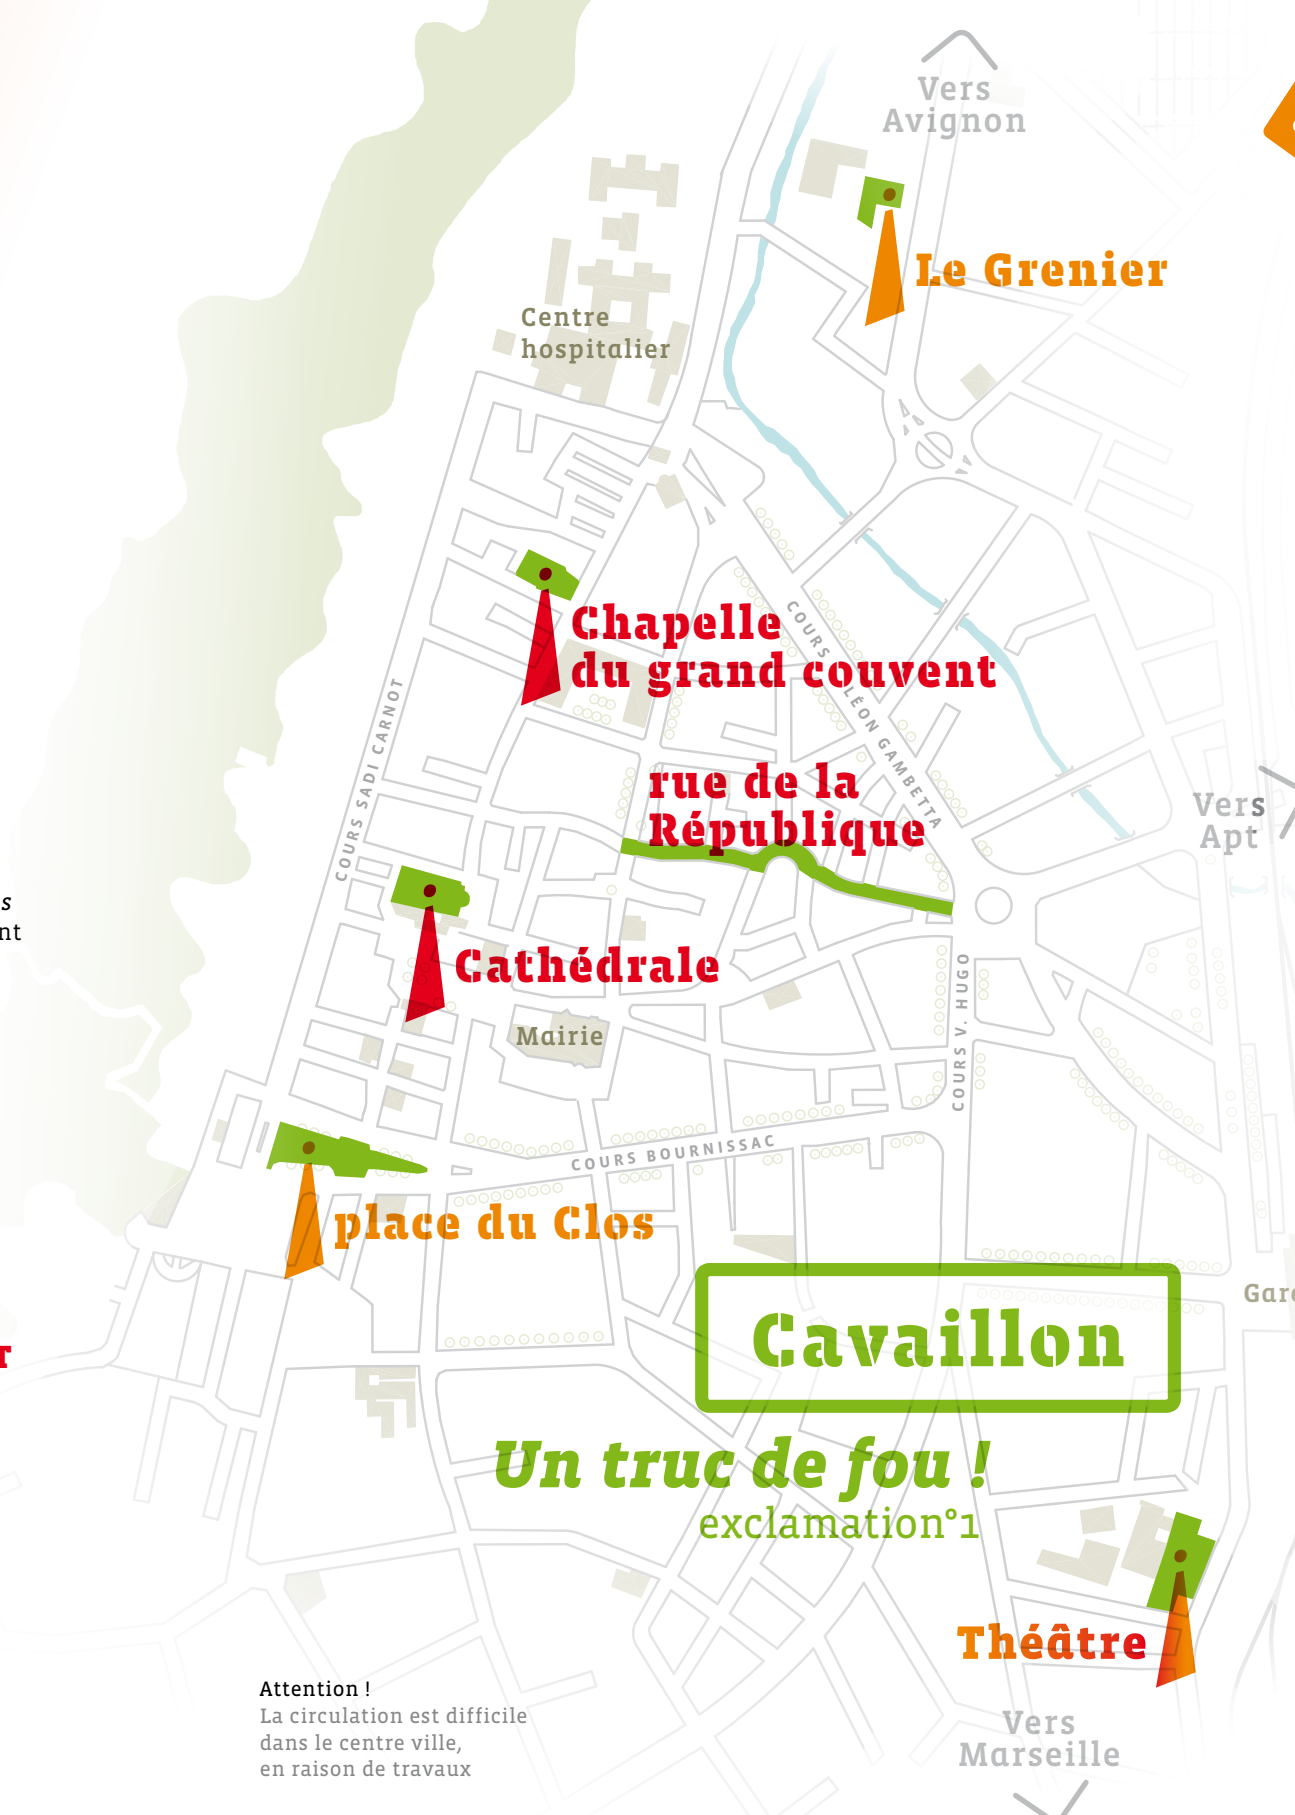 Vers
Avignon
Le Grenier
Centre
hospitalier
Chapelle
du grand couvent
COURS LÉON GAMBETTA
COURS SADI CARNOT
rue de la
République
Vers
Apt
s
nt
Cathédrale
COURS V. HUGO
Mairie
COURS BOURNISSAC
place du Clos
Gare
Cavaillon
r
Un truc de fou !
exclamation°1
Théâtre
Attention !
La circulation est difficile
dans le centre ville,
en raison de travaux
Vers
Marseille